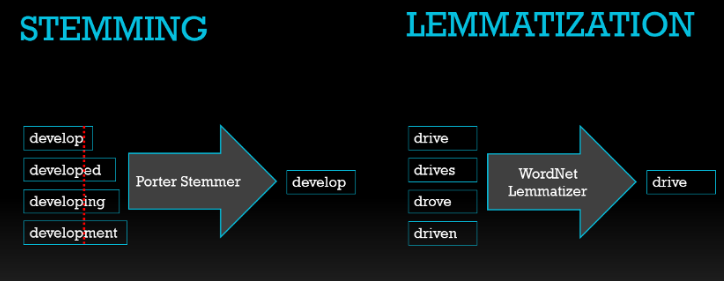 STEMMING
develop
developed
developing
development
Porter Stemmer
develop
LEMMATIZATION
drive
drives
drove
driven
WordNet
Lemmatizer
drive